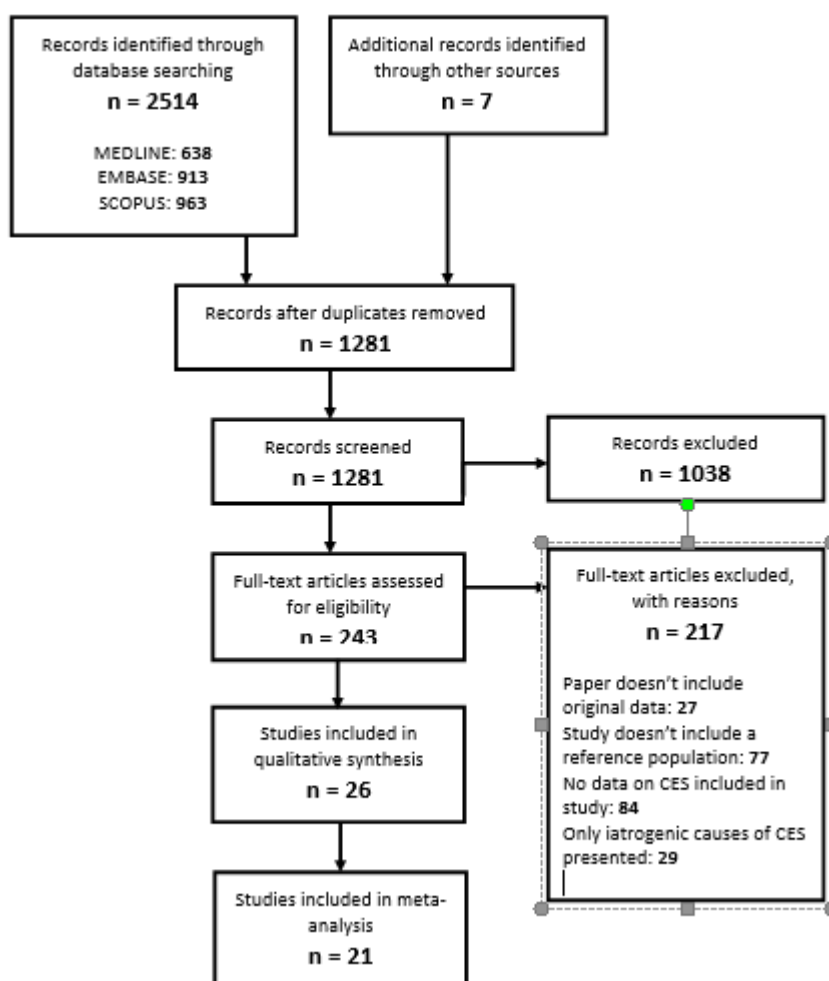 Records identified through
database searching
n = 2514
MEDLINE: 638
EMBASE: 913
SCOPUS: 963
Additional records identified
through other sources
n = 7
Records after duplicates removed
n = 1281
Records screened
n = 1281
Records excluded
n = 1038
Full-text articles assessed
for eligibility
n = 243
Full-text articles excluded,
with reasons
n = 217
Paper doesn't include
original data: 27
Study doesn't include a
reference population: 77
No data on CES included in
study: 84
Only iatrogenic causes of CES
presented: 29
Studies included in
qualitative synthesis
n = 26
Studies included in meta-
analysis
n = 21